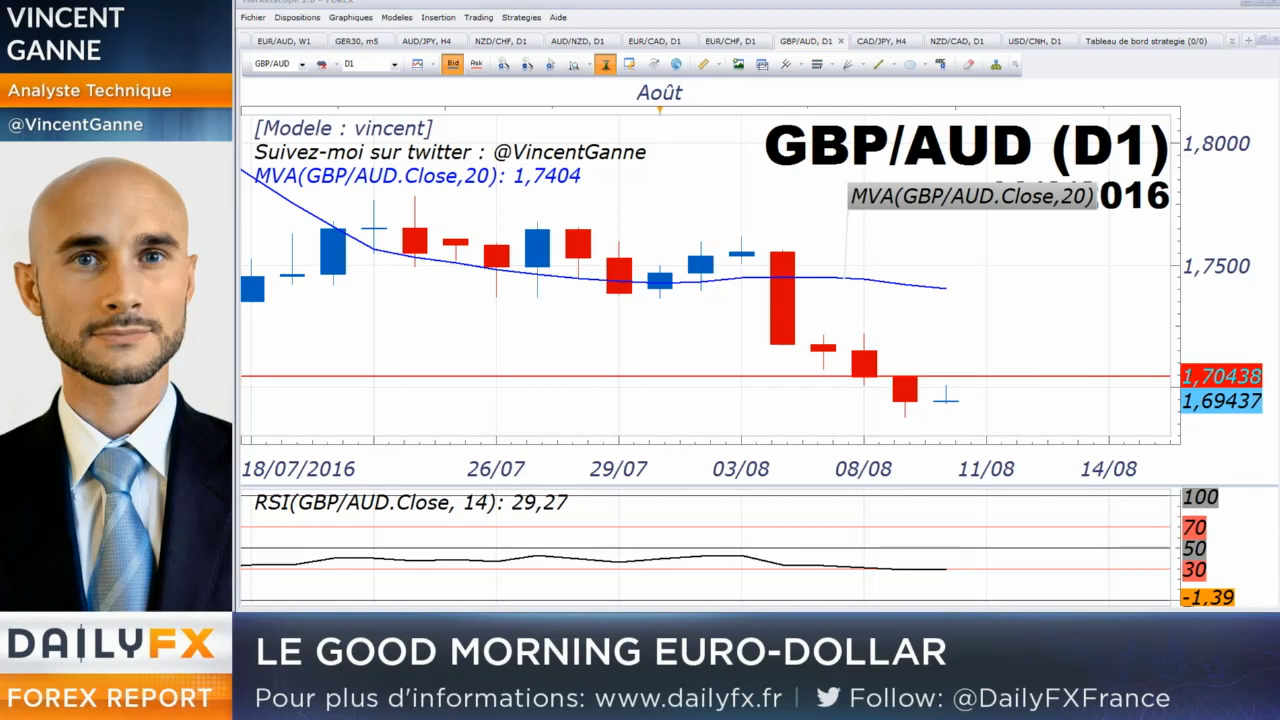 VINCENT
GANNE
Analyste Technique
@VincentGanne
Fichier Dispositions Graphiques Modeles Insertion Trading Strategies Aide
EUR/AUD, W1 GER30, m5 AUD/JPY, H4 NZD/CHF, D1 AUD/NZD, D1 EUR/CAD, D1 EUR/CHF, D1 GBP/AUD, D1 CAD/JPY, H4 NZD/CAD, D1 USD/CNH, D1 Tableau de bord strategie (0/0)
GBP/AUD D1 Bid Ask
Août
[Modele : vincent]
Suivez-moi sur twitter : @VincentGanne
MVA(GBP/AUD.Close,20): 1,7404
GBP/AUD (D1)
MVA(GBP/AUD.Close,20) 016
1,8000
1,7500
1,70438
1,69437
18/07/2016 26/07 29/07 03/08 08/08 11/08 14/08
RSI(GBP/AUD.Close, 14): 29,27
100
70
50
30
-1,39
DAILYFX
FOREX REPORT
LE GOOD MORNING EURO-DOLLAR
Pour plus d'informations: www.dailyfx.fr | Follow: @DailyFXFrance